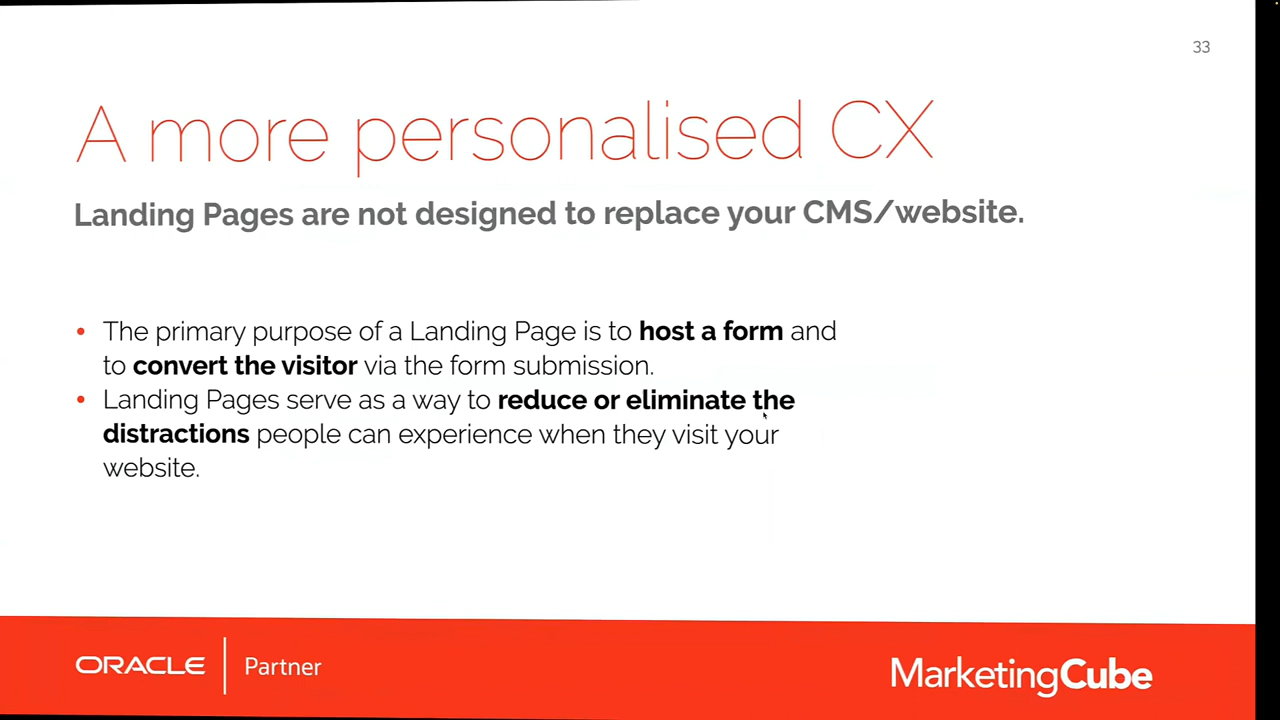 33
A more personalised CX
Landing Pages are not designed to replace your CMS/website.
• The primary purpose of a Landing Page is to host a form and
to convert the visitor via the form submission.
• Landing Pages serve as a way to reduce or eliminate the
distractions people can experience when they visit your
website.
ORACLE | Partner
MarketingCube